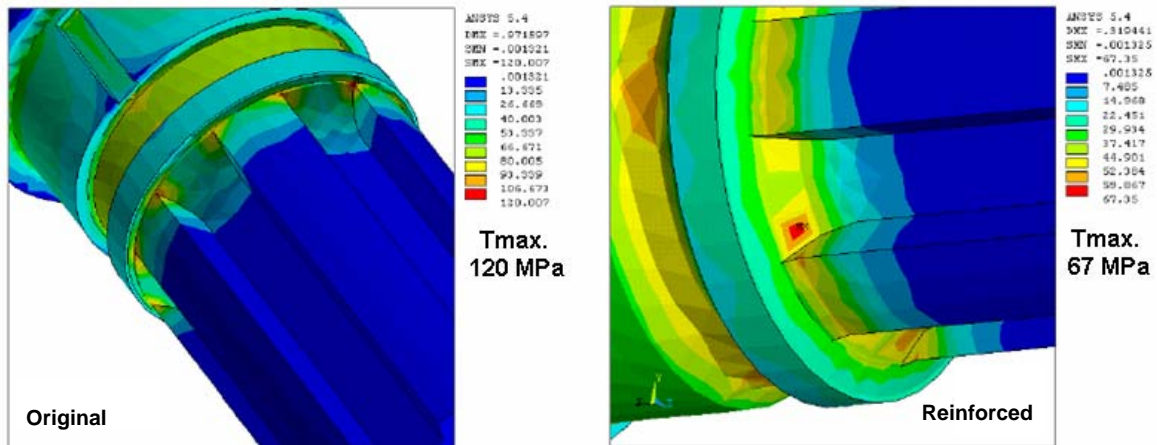 ANSYS 5.4
DMX =.971597
SMN =.001321
SMX =120.007
.001321
13.335
26.669
40.003
53.337
66.671
80.005
93.339
106.673
120.007
Tmax.
120 MPa
Original
ANSYS 5.4
DMX =.319461
SMN =.001325
SMX =67.35
.001325
7.485
14.968
22.451
29.934
37.417
44.901
52.384
59.867
67.35
Tmax.
67 MPa
Reinforced